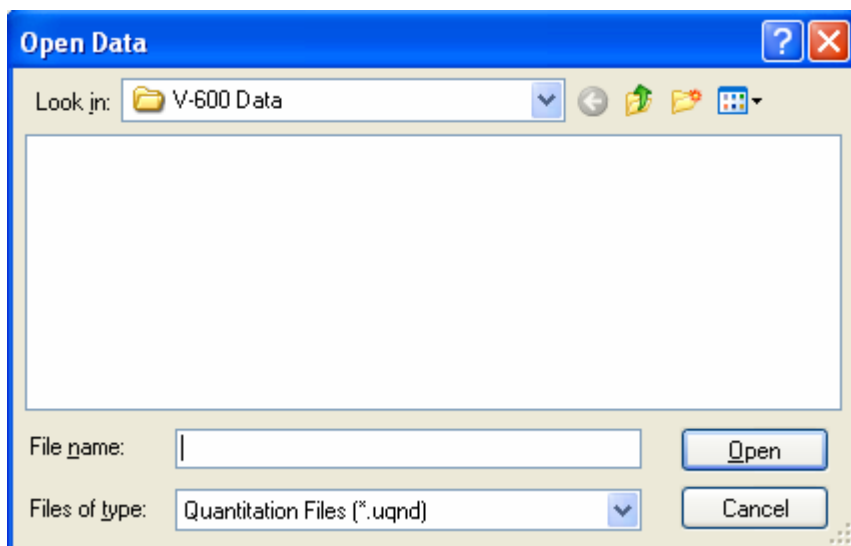 Open Data
Look in: V-600 Data
File name:
Open
Files of type: Quantitation Files (*.uqnd)
Cancel